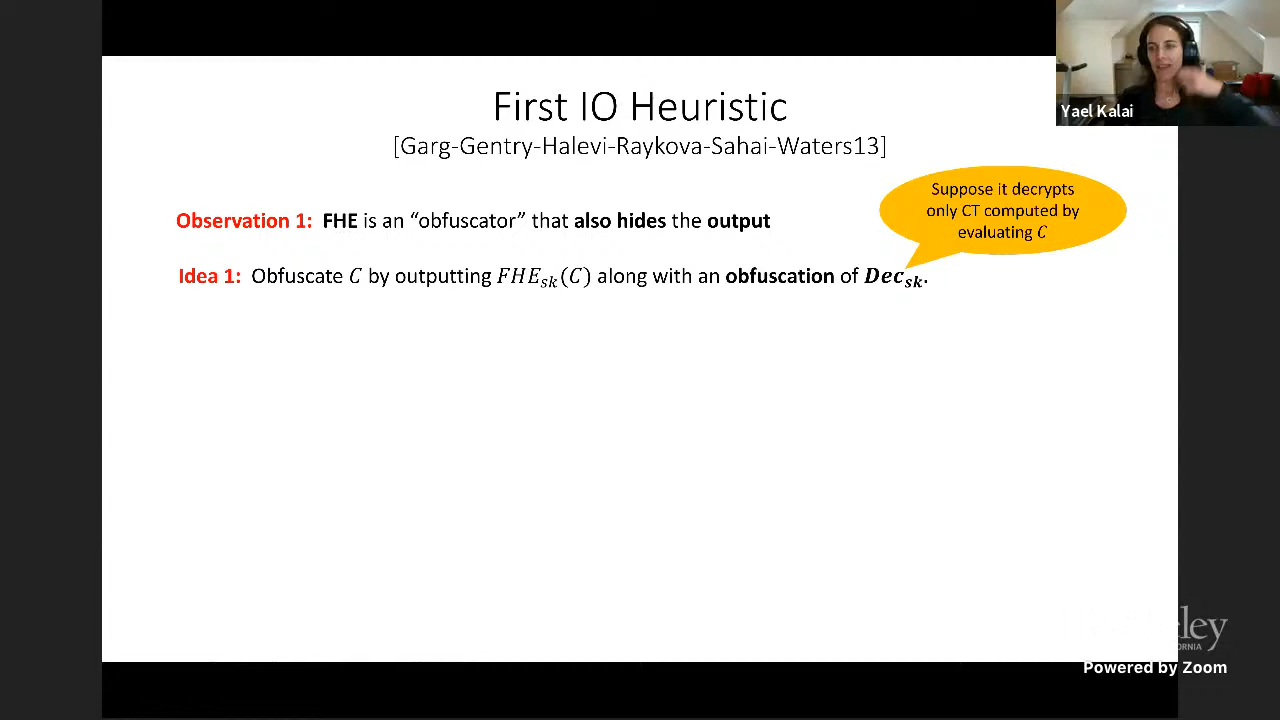 First IO Heuristic
[Garg-Gentry-Halevi-Raykova-Sahai-Waters13]
Yael Kalai
Suppose it decrypts
only CT computed by
evaluating C
Observation 1: FHE is an “obfuscator” that also hides the output
Idea 1: Obfuscate C by outputting FHE_sk(C) along with an obfuscation of Dec_sk.
Powered by Zoom